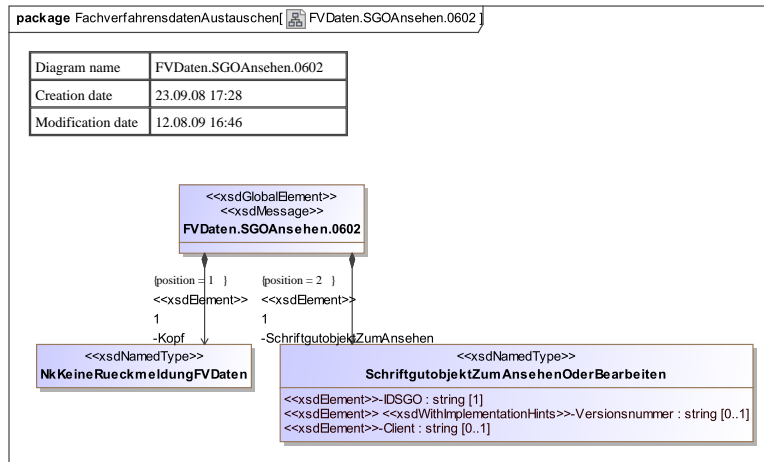 package FachverfahrensdatenAustauschen[ FVDaten.SGOAnsehen.0602 ]
Diagram name FVDaten.SGOAnsehen.0602
Creation date 23.09.08 17:28
Modification date 12.08.09 16:46
<<xsdGlobalElement>>
<<xsdMessage>>
FVDaten.SGOAnsehen.0602
{position = 1 }
<<xsdElement>>
1
-Kopf
{position = 2 }
<<xsdElement>>
1
-SchriftgutobjektZumAnsehen
<<xsdNamedType>>
NkKeineRueckmeldungFVDaten
<<xsdNamedType>>
SchriftgutobjektZumAnsehenOderBearbeiten
<<xsdElement>>-IDSGO : string [1]
<<xsdElement>> <<xsdWithImplementationHints>>-Versionsnummer : string [0..1]
<<xsdElement>>-Client : string [0..1]